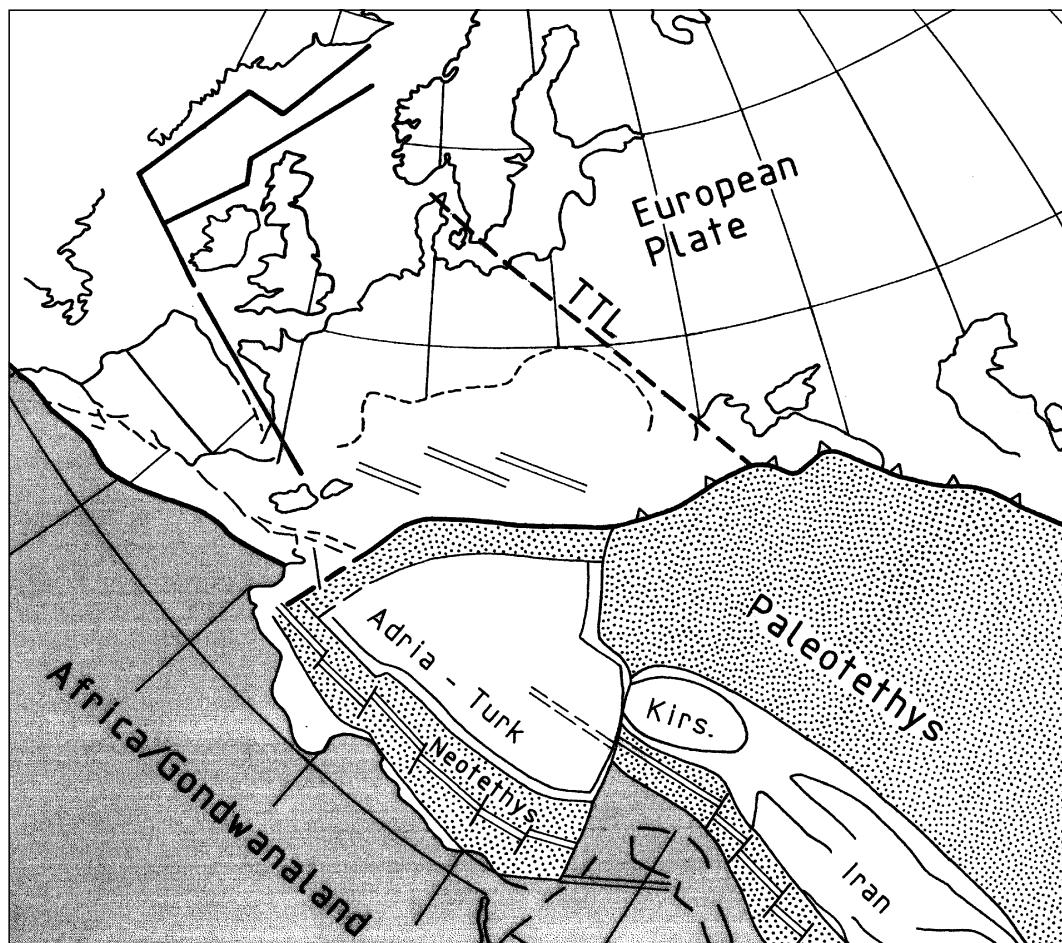 European
Plate
TTL
Paleotethys
Adria - Turk
Kirs.
Neotethys
Africa/Gondwanaland
Iran